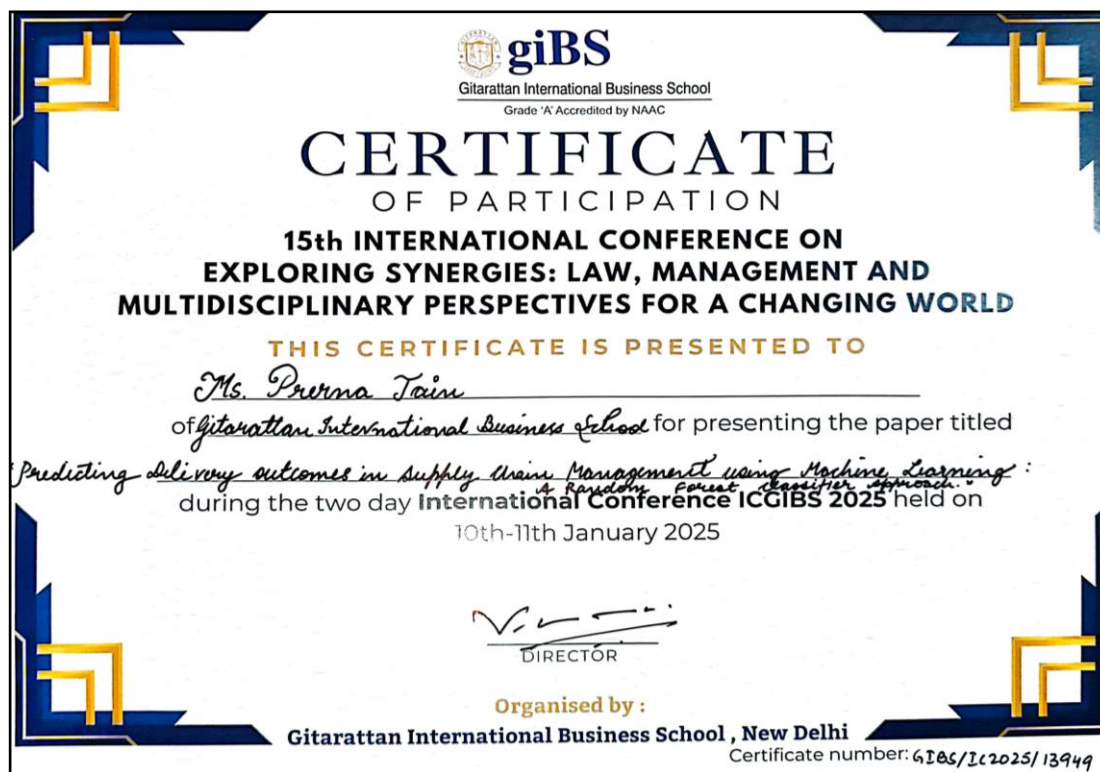 giBS
Gitarattan International Business School
Grade 'A' Accredited by NAAC
CERTIFICATE
OF PARTICIPATION
15th INTERNATIONAL CONFERENCE ON
EXPLORING SYNERGIES: LAW, MANAGEMENT AND
MULTIDISCIPLINARY PERSPECTIVES FOR A CHANGING WORLD
THIS CERTIFICATE IS PRESENTED TO
Ms. Prerna Jain
of Gitarattan International Business School for presenting the paper titled
"Predicting Delivery outcomes in Supply Chain Management using Machine Learning :
A Random Forest Classifier approach."
during the two day International Conference ICGIBS 2025 held on
10th-11th January 2025
DIRECTOR
Organised by :
Gitarattan International Business School , New Delhi
Certificate number: GIBS/IC2025/13949